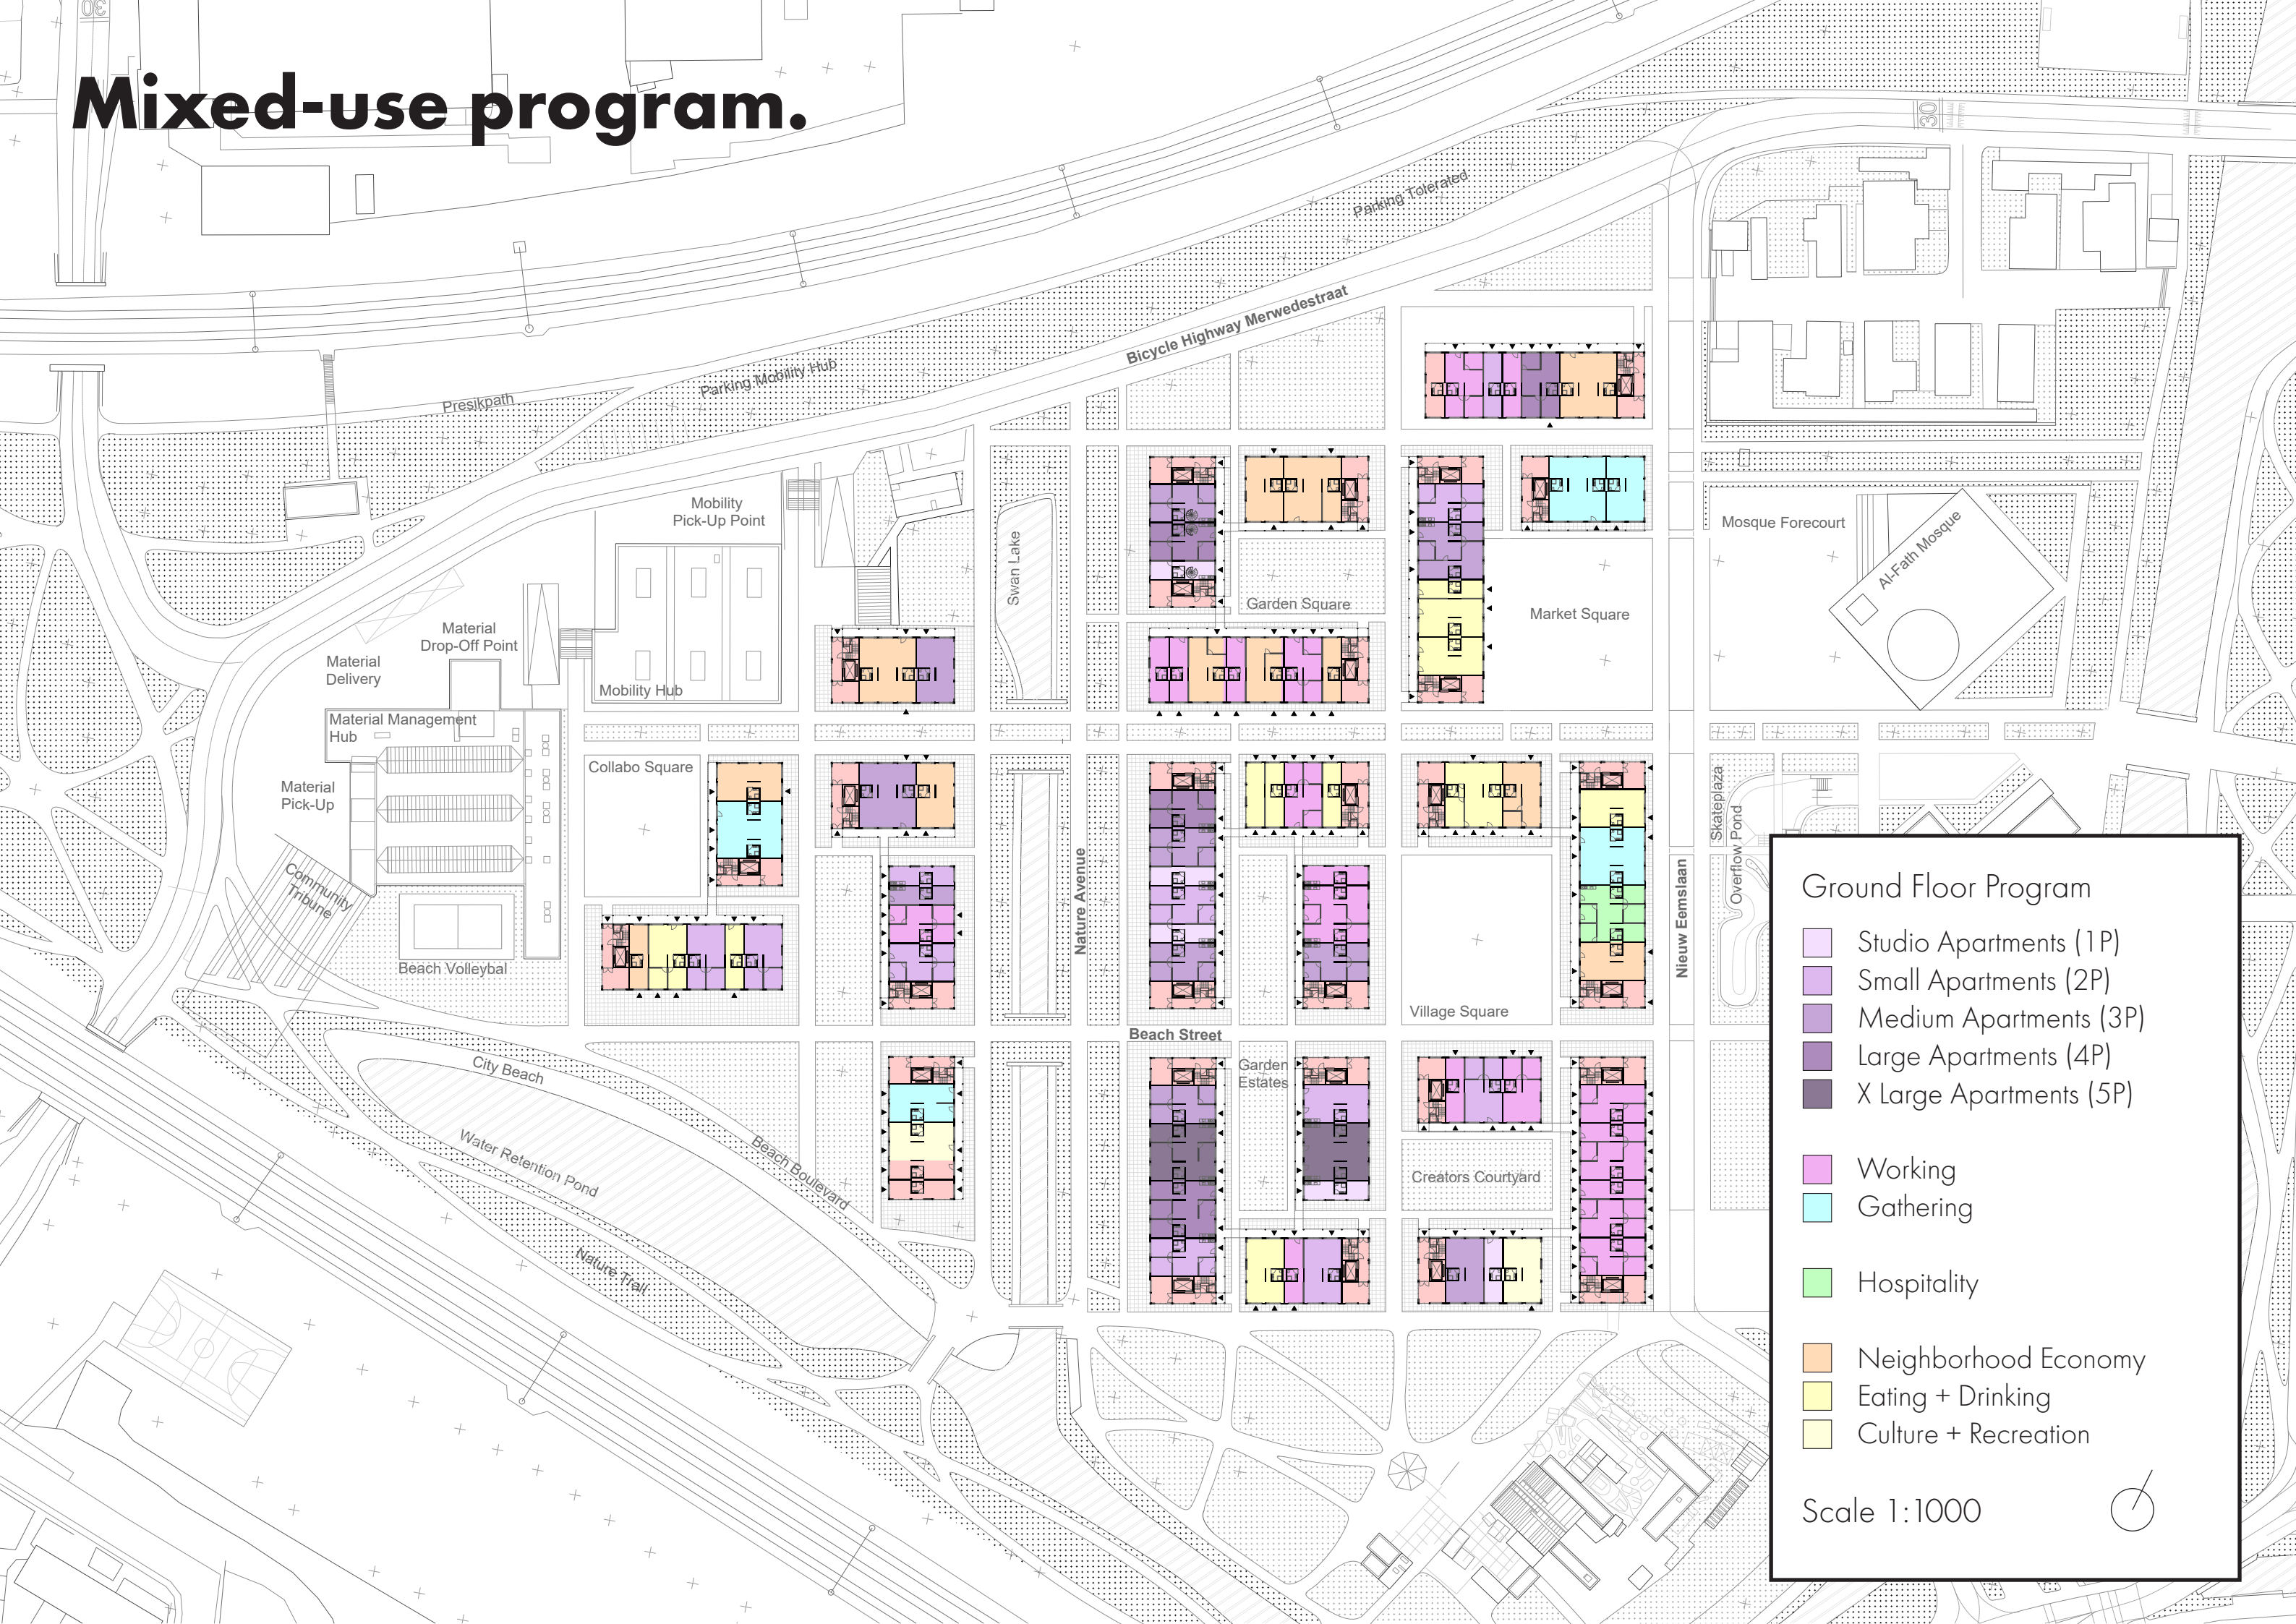 30
Mixed-use program.
30
Parking Tolerated
Bicycle Highway Merwedestraat
Parking Mobility Hub
Presikpath
Mobility
Pick-Up Point
Swan Lake
Mosque Forecourt
Al-Fath Mosque
Garden Square
Market Square
Material
Drop-Off Point
Material
Delivery
Mobility Hub
Material Management
Hub
Collabo Square
Material
Pick-Up
Skateplaza
Overflow Pond
Community
Tribune
Nature Avenue
Nieuw Eemslaan
Beach Volleybal
Village Square
Beach Street
City Beach
Garden
Estates
Water Retention Pond
Beach Boulevard
Creators Courtyard
Nature Trail
Ground Floor Program
Studio Apartments (1P)
Small Apartments (2P)
Medium Apartments (3P)
Large Apartments (4P)
X Large Apartments (5P)
Working
Gathering
Hospitality
Neighborhood Economy
Eating + Drinking
Culture + Recreation
Scale 1:1000